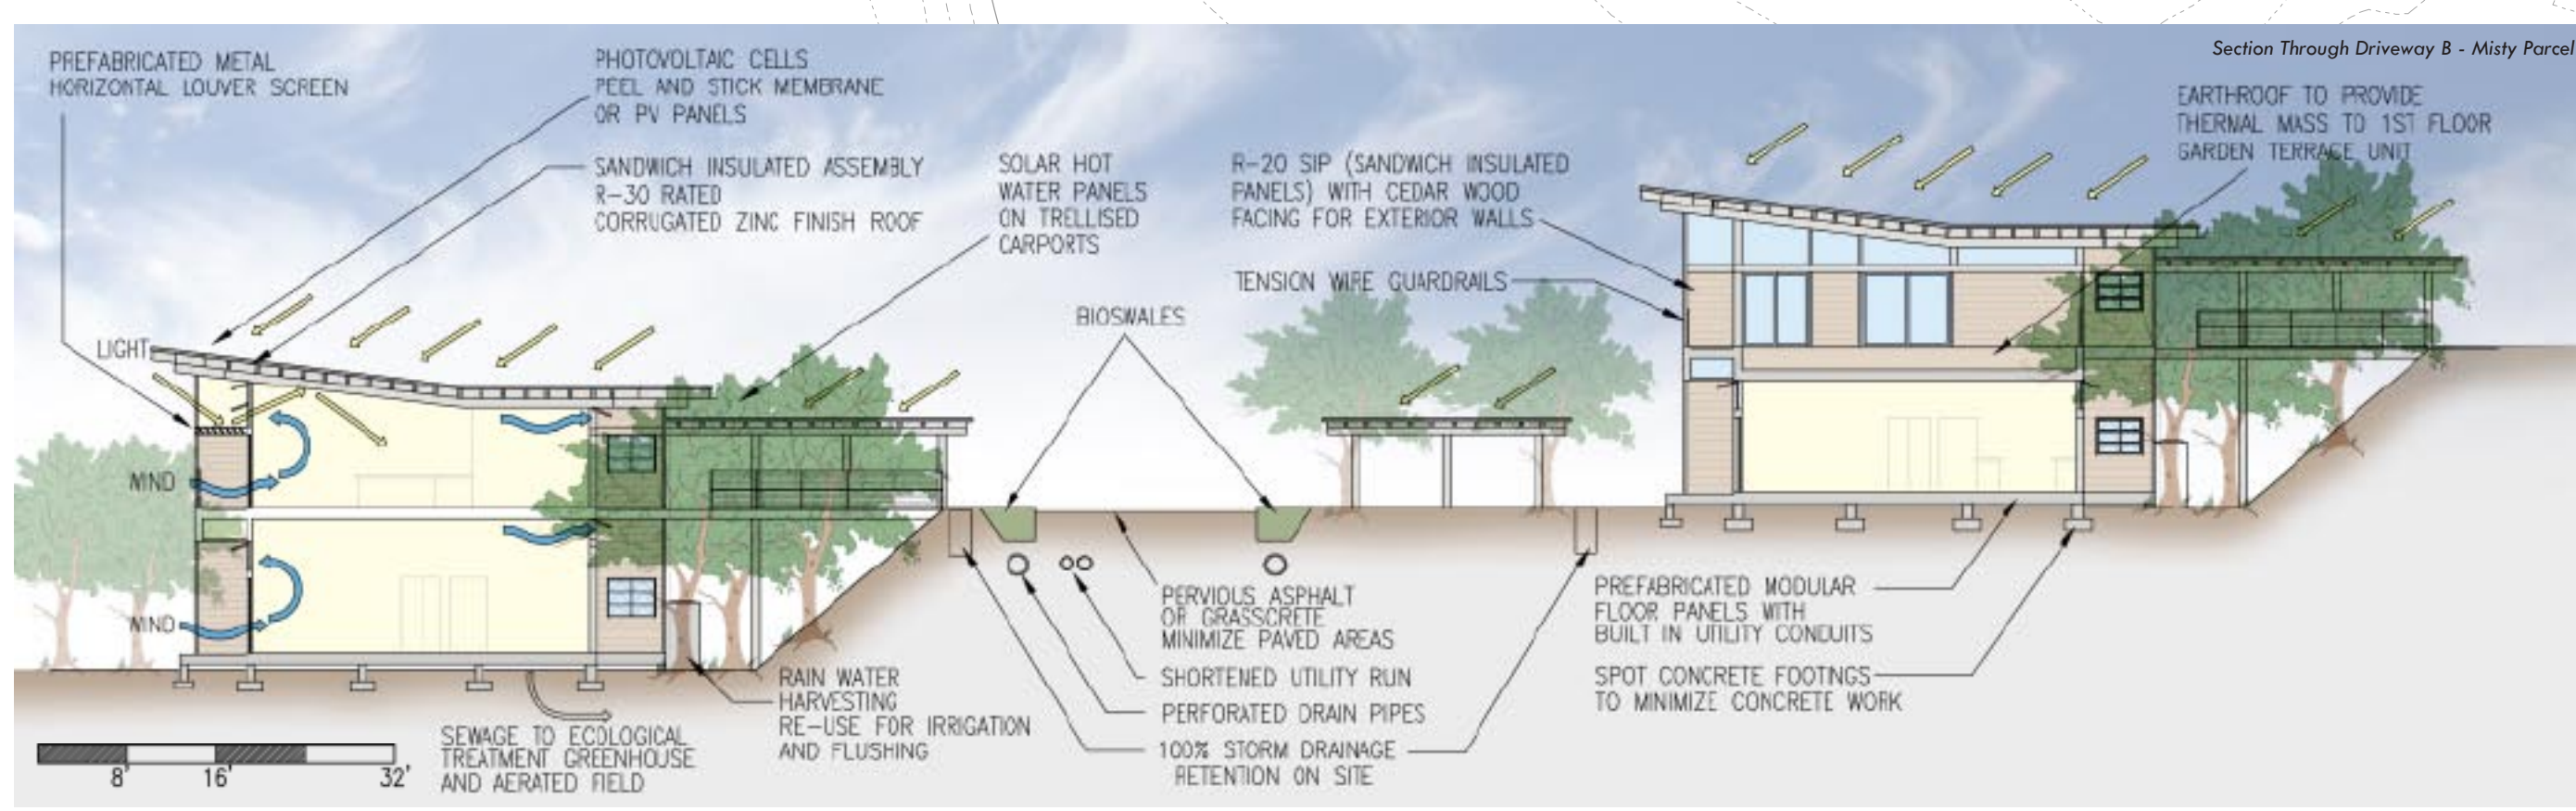 Section Through Driveway B - Misty Parcel
PREFABRICATED METAL
HORIZONTAL LOUVER SCREEN
PHOTOVOLTAIC CELLS
PEEL AND STICK MEMBRANE
OR PV PANELS
SANDWICH INSULATED ASSEMBLY
R-30 RATED
CORRUGATED ZINC FINISH ROOF
SOLAR HOT
WATER PANELS
ON TRELLISED
CARPORTS
R-20 SIP (SANDWICH INSULATED
PANELS) WITH CEDAR WOOD
FACING FOR EXTERIOR WALLS
TENSION WIRE GUARDRAILS
EARTHROOF TO PROVIDE
THERMAL MASS TO 1ST FLOOR
GARDEN TERRACE UNIT
BIOSWALES
LIGHT
WIND
WIND
PERVIOUS ASPHALT
OR GRASSCRETE
MINIMIZE PAVED AREAS
SHORTENED UTILITY RUN
PERFORATED DRAIN PIPES
100% STORM DRAINAGE
RETENTION ON SITE
PREFABRICATED MODULAR
FLOOR PANELS WITH
BUILT IN UTILITY CONDUITS
SPOT CONCRETE FOOTINGS
TO MINIMIZE CONCRETE WORK
RAIN WATER
HARVESTING
RE-USE FOR IRRIGATION
AND FLUSHING
SEWAGE TO ECOLOGICAL
TREATMENT GREENHOUSE
AND AERATED FIELD
8' 16' 32'